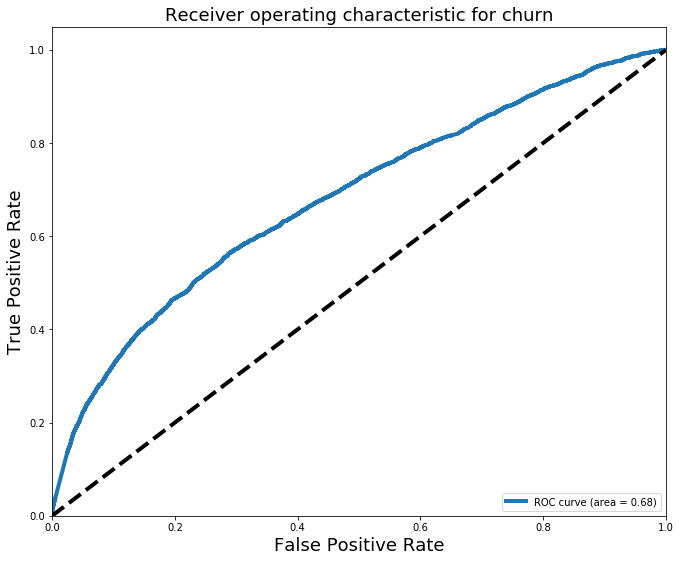 Receiver operating characteristic for churn
True Positive Rate
1.0
0.8
0.6
0.4
0.2
0.0
0.0 0.2 0.4 0.6 0.8 1.0
False Positive Rate
ROC curve (area = 0.68)